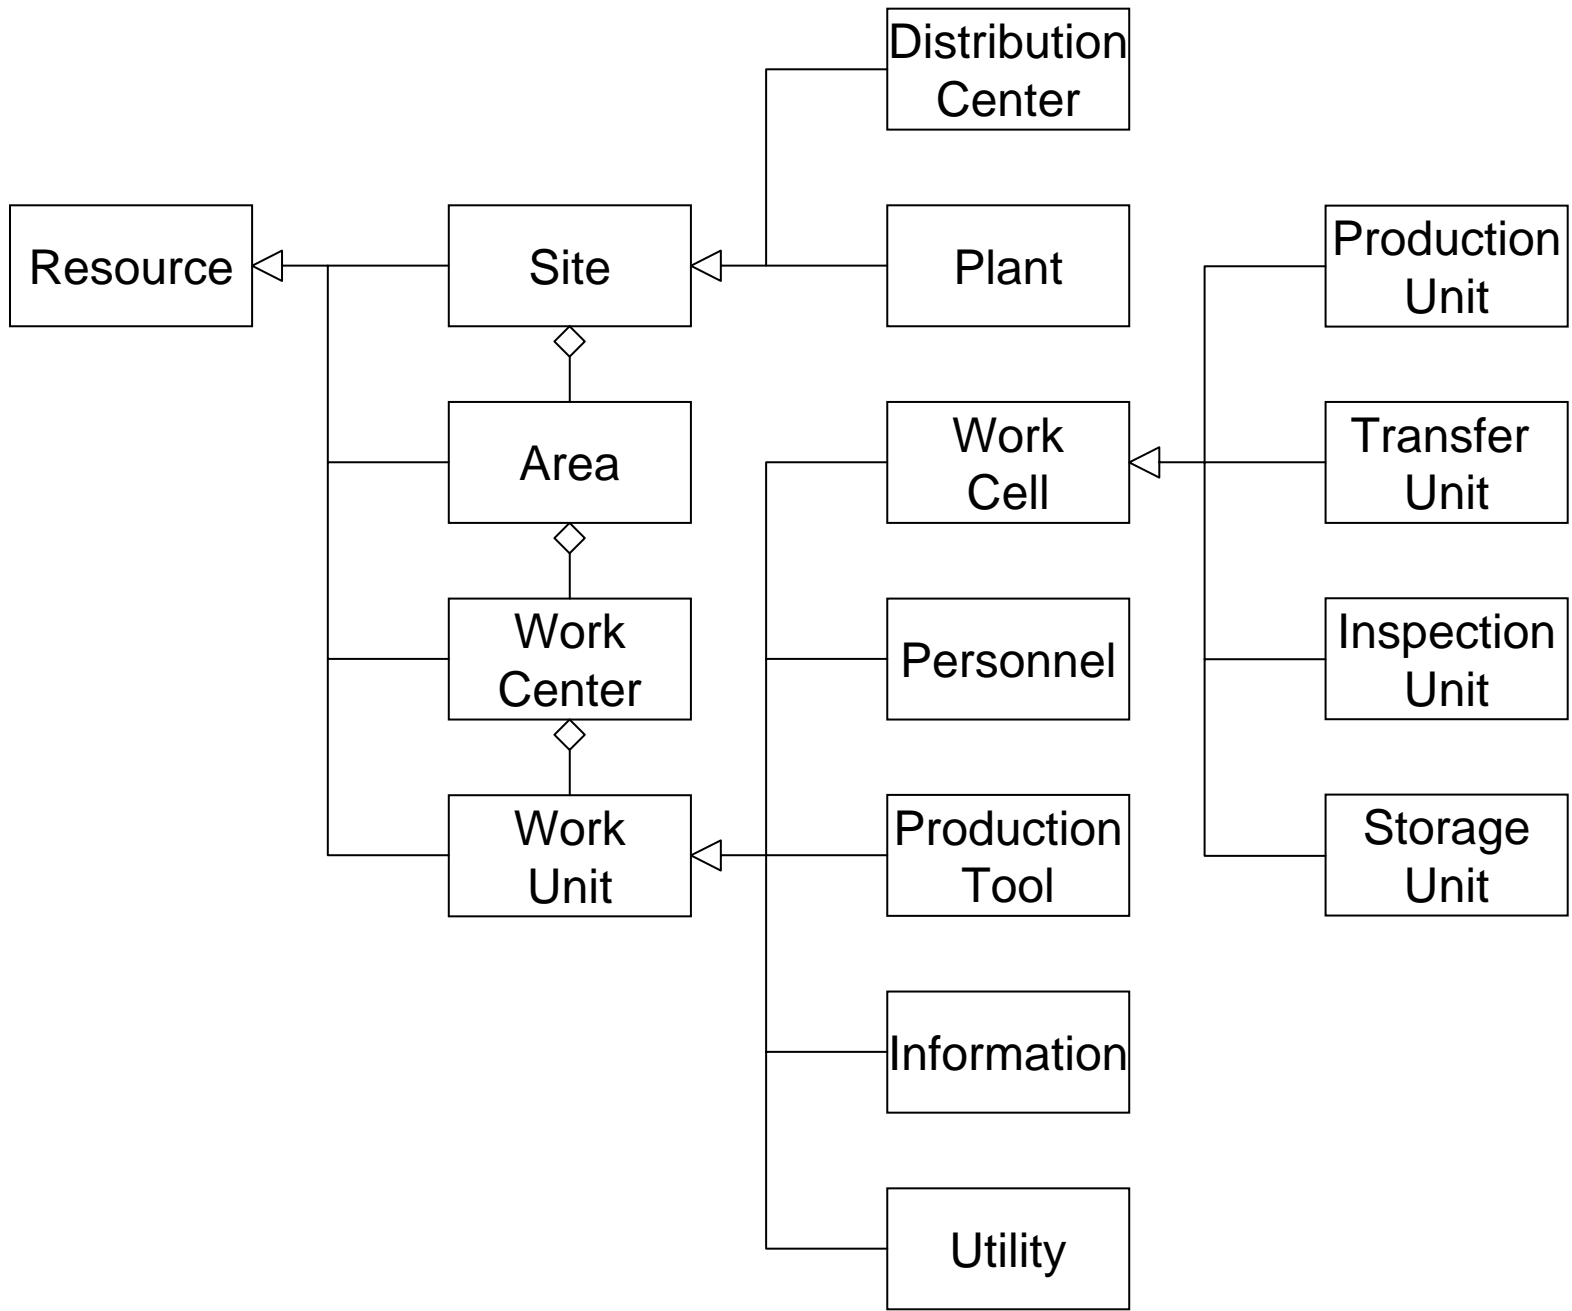 Distribution
Center
Resource
Site
Plant
Production
Unit
Area
Work
Cell
Transfer
Unit
Work
Center
Personnel
Inspection
Unit
Work
Unit
Production
Tool
Storage
Unit
Information
Utility